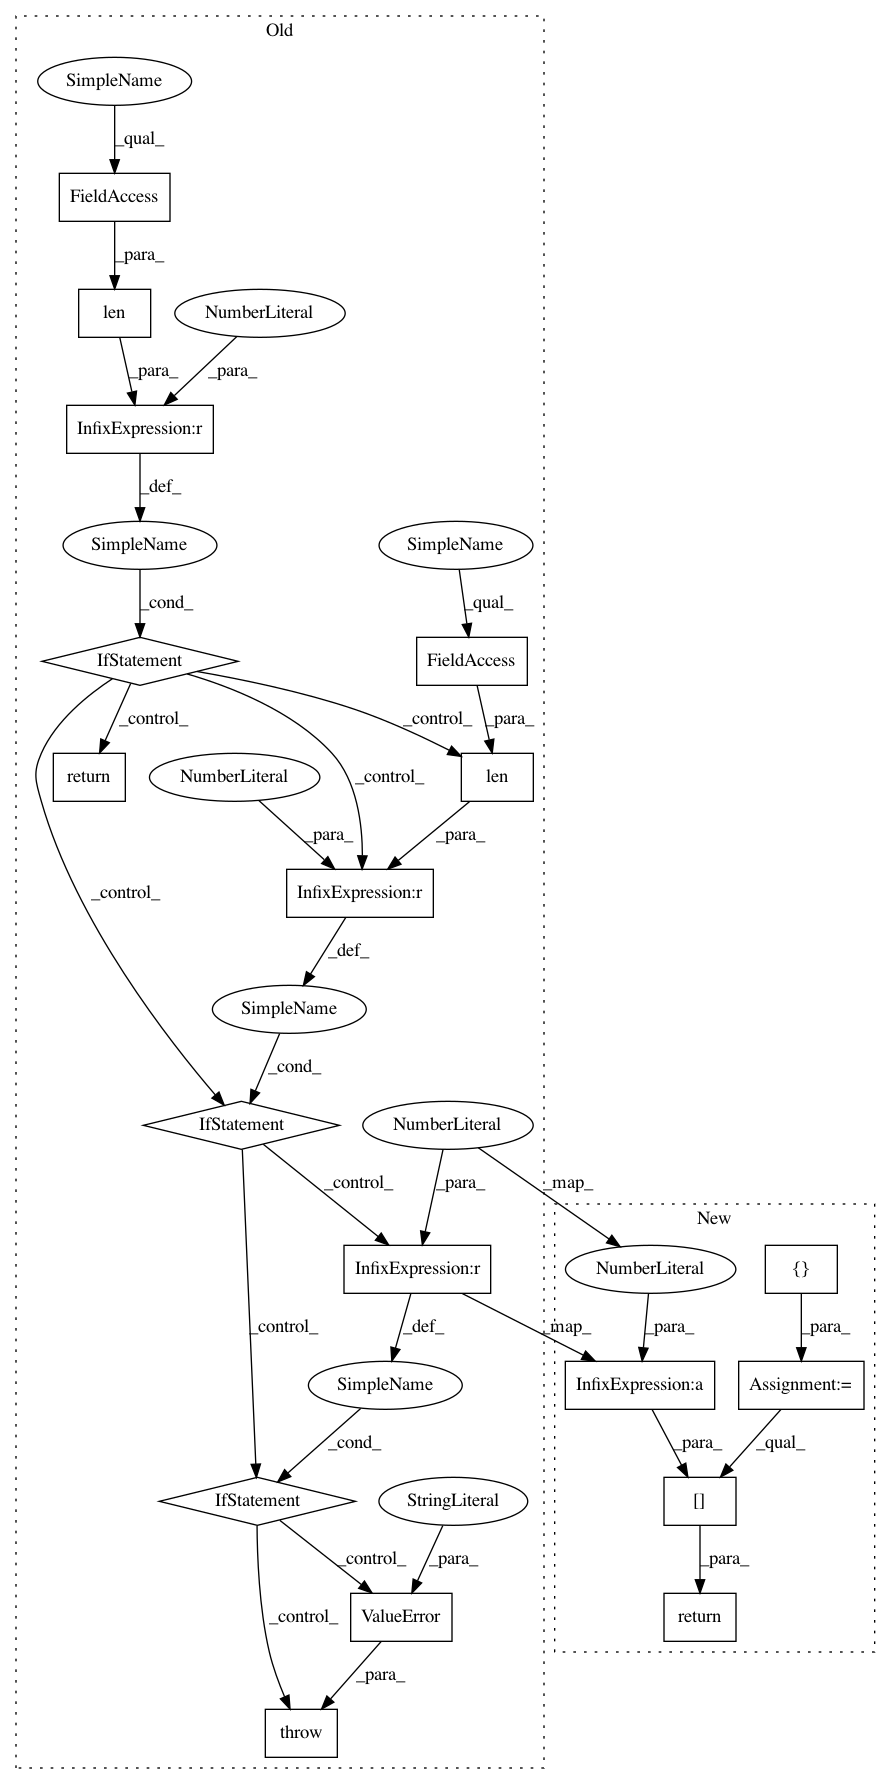 Old
SimpleName
_qual_
FieldAccess
_para_
len
NumberLiteral
_para_
_para_
InfixExpression:r
_def_
SimpleName
SimpleName
_cond_
_qual_
IfStatement
FieldAccess
_control_
_control_
_para_
return
NumberLiteral
_control_
len
_para_
_para_
_control_
InfixExpression:r
_def_
SimpleName
_cond_
IfStatement
NumberLiteral
_control_
_para_
_map_
New
InfixExpression:r
NumberLiteral
{}
_control_
_def_
_map_
_para_
_para_
SimpleName
InfixExpression:a
Assignment:=
_cond_
_para_
_qual_
IfStatement
StringLiteral
[]
_control_
_para_
_para_
_control_
ValueError
return
_para_
throw